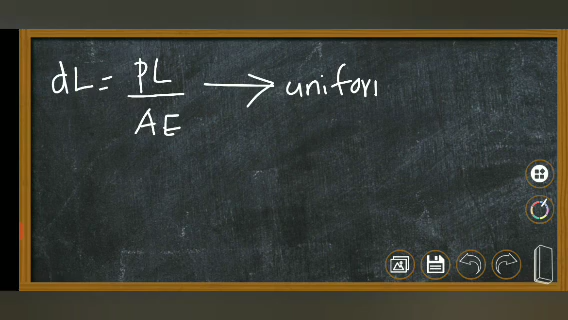 dL = PL / AE → unifor